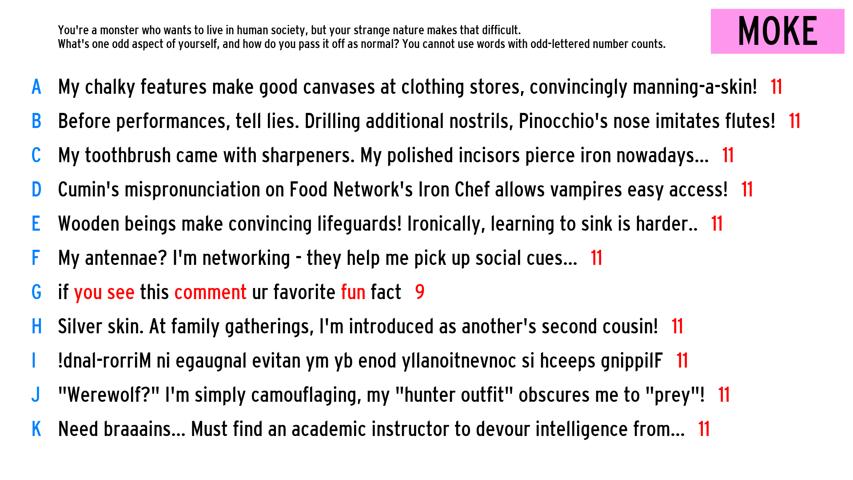 You're a monster who wants to live in human society, but your strange nature makes that difficult.
What's one odd aspect of yourself, and how do you pass it off as normal? You cannot use words with odd-lettered number counts.
MOKE
A My chalky features make good canvases at clothing stores, convincingly manning-a-skin! 11
B Before performances, tell lies. Drilling additional nostrils, Pinocchio's nose imitates flutes! 11
C My toothbrush came with sharpeners. My polished incisors pierce iron nowadays... 11
D Cumin's mispronunciation on Food Network's Iron Chef allows vampires easy access! 11
E Wooden beings make convincing lifeguards! Ironically, learning to sink is harder.. 11
F My antennae? I'm networking - they help me pick up social cues... 11
G if you see this comment ur favorite fun fact 9
H Silver skin. At family gatherings, I'm introduced as another's second cousin! 11
I !dnal-rorriM ni egaugnal evitan ym yb enod yllanoitnevnoc si hceeps gnippilF 11
J "Werewolf?" I'm simply camouflaging, my "hunter outfit" obscures me to "prey"! 11
K Need braaains... Must find an academic instructor to devour intelligence from... 11